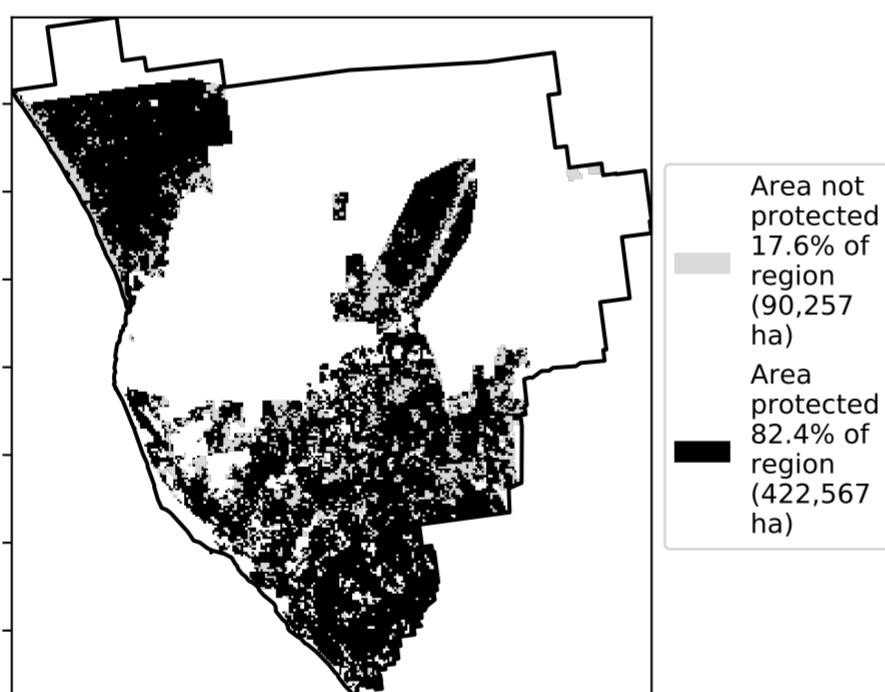 Area not
protected
17.6% of
region
(90,257
ha)
Area
protected
82.4% of
region
(422,567
ha)